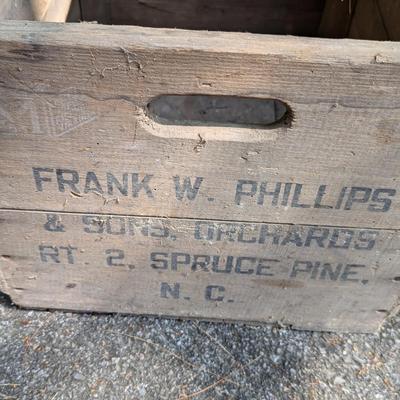 FRANK W. PHILLIPS
& SONS, ORCHARDS
RT. 2, SPRUCE PINE,
N. C.